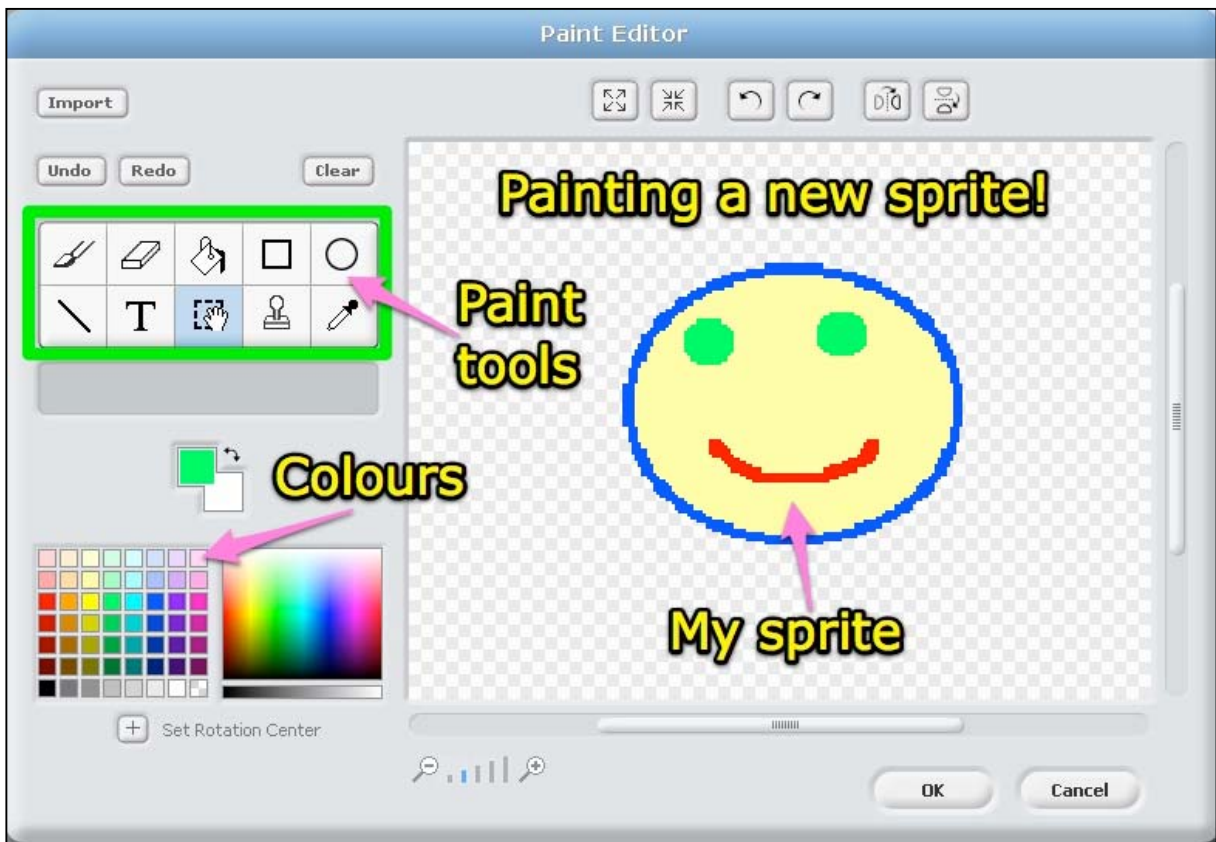 Paint Editor
Import
Undo Redo Clear
Painting a new sprite!
T
Paint
tools
Colours
My sprite
Set Rotation Center
OK Cancel